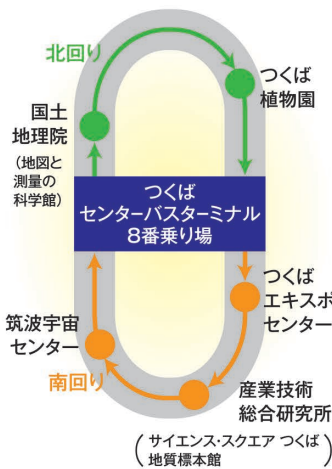 北回り
つくば
植物園
国土
地理院
(地図と
測量の
科学館)
つくば
センターバスターミナル
8番乗り場
つくば
エキスポ
センター
筑波宇宙
センター
南回り
産業技術
総合研究所
(サイエンス・スクエア つくば
地質標本館)